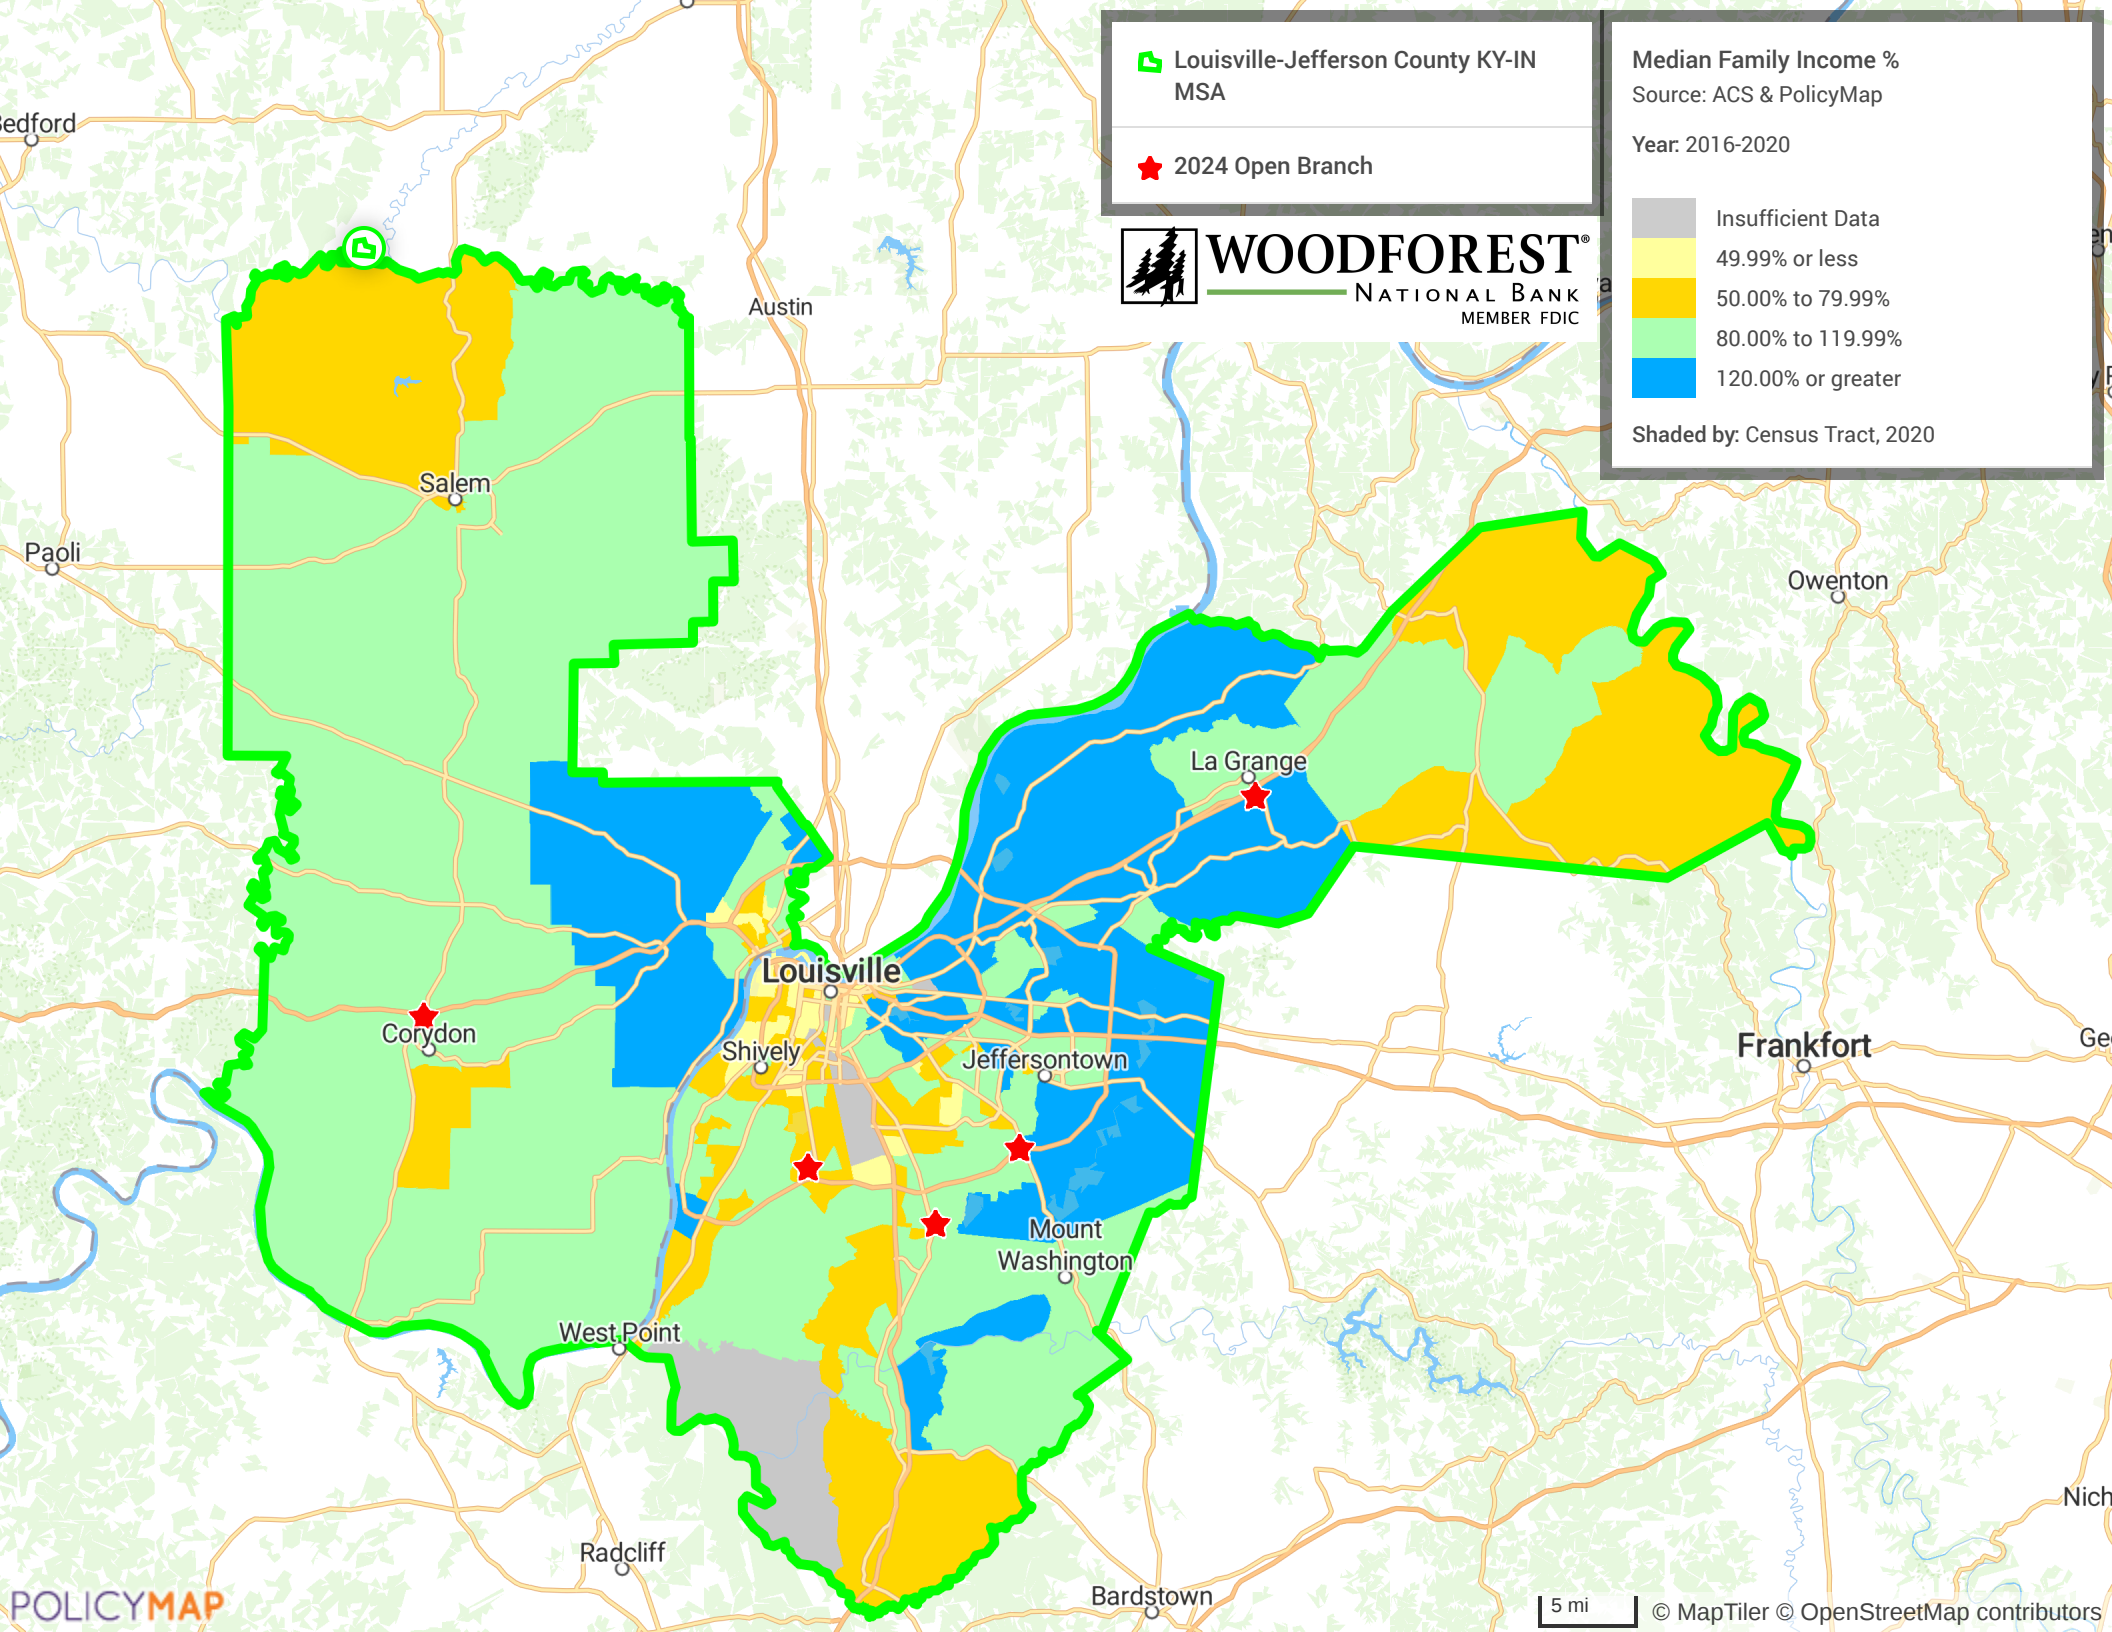 Louisville-Jefferson County KY-IN
MSA
2024 Open Branch
Median Family Income %
Source: ACS & PolicyMap
Year: 2016-2020
Insufficient Data
49.99% or less
50.00% to 79.99%
80.00% to 119.99%
120.00% or greater
Shaded by: Census Tract, 2020
WOODFOREST®
NATIONAL BANK
MEMBER FDIC
edford
Austin
Salem
Paoli
Owenton
La Grange
Louisville
Corydon
Shively
Jeffersontown
Frankfort
Ge
Mount
Washington
West Point
Nich
Radcliff
Bardstown
POLICYMAP
5 mi
© MapTiler © OpenStreetMap contributors